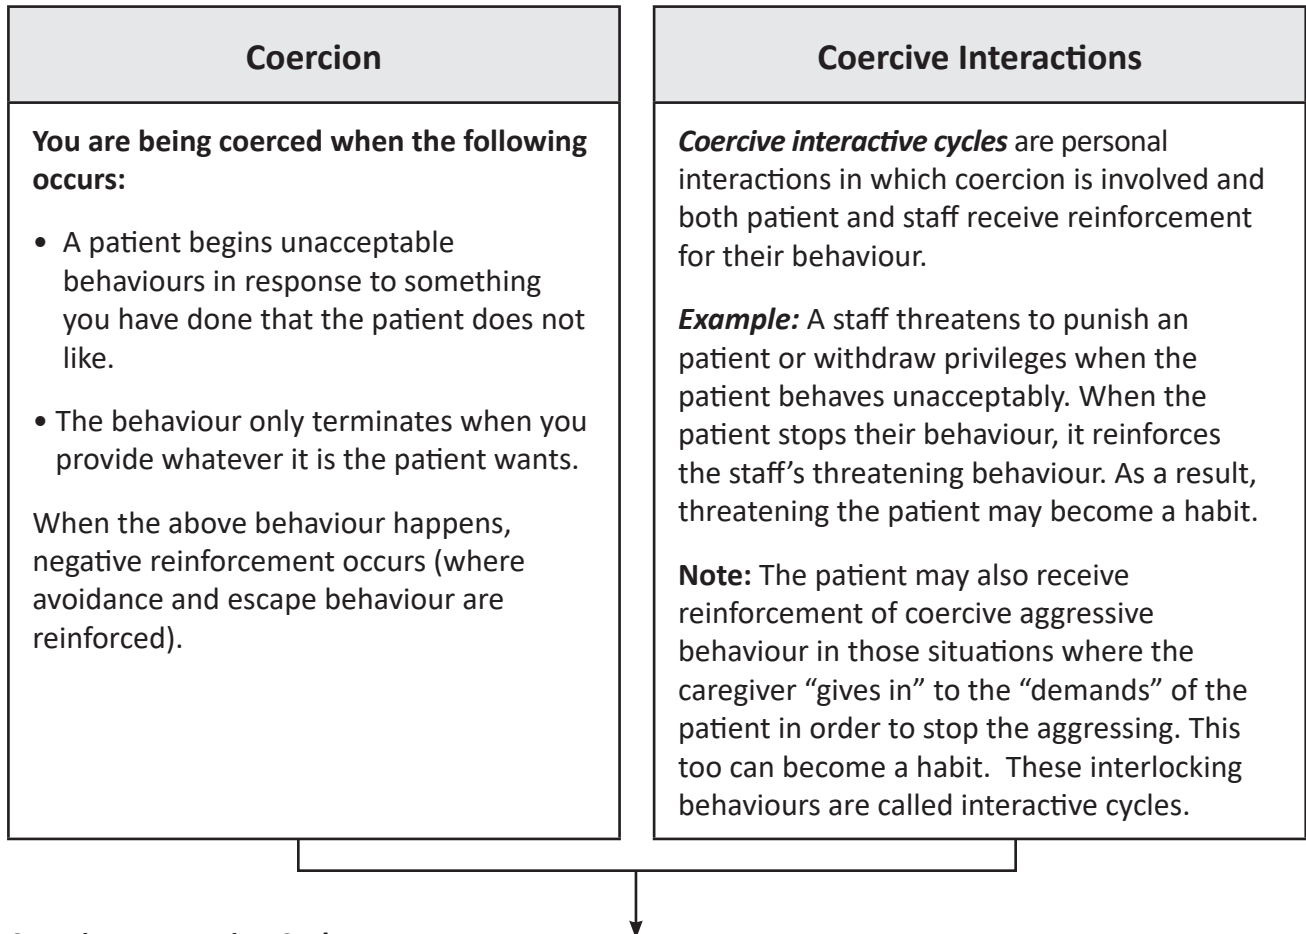 Coercion
You are being coerced when the following
occurs:
• A patient begins unacceptable
behaviours in response to something
you have done that the patient does not
like.
• The behaviour only terminates when you
provide whatever it is the patient wants.
When the above behaviour happens,
negative reinforcement occurs (where
avoidance and escape behaviour are
reinforced).
Coercive Interactions
Coercive interactive cycles are personal
interactions in which coercion is involved and
both patient and staff receive reinforcement
for their behaviour.
Example: A staff threatens to punish an
patient or withdraw privileges when the
patient behaves unacceptably. When the
patient stops their behaviour, it reinforces
the staff’s threatening behaviour. As a result,
threatening the patient may become a habit.
Note: The patient may also receive
reinforcement of coercive aggressive
behaviour in those situations where the
caregiver “gives in” to the “demands” of the
patient in order to stop the aggressing. This
too can become a habit.  These interlocking
behaviours are called interactive cycles.